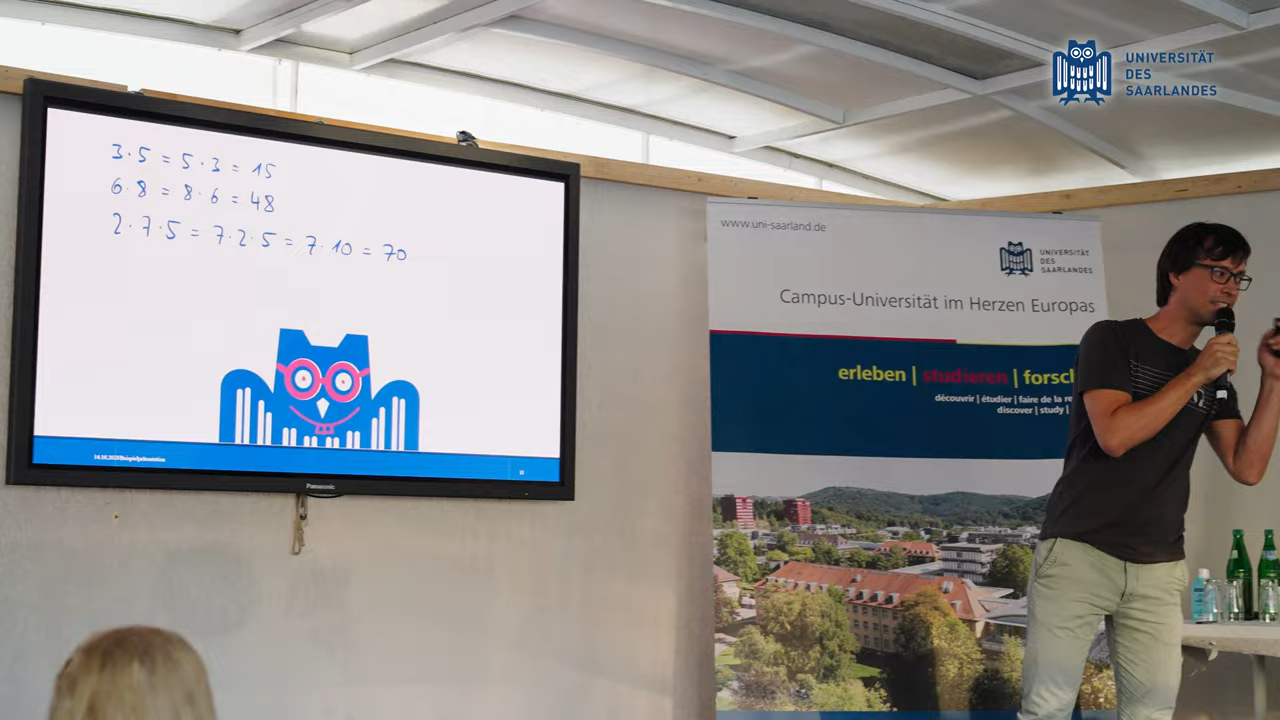 3·5 = 5·3 = 15
6·8 = 8·6 = 48
2·7·5 = 7·2·5 = 7·10 = 70
Panasonic
www.uni-saarland.de
UNIVERSITÄT
DES
SAARLANDES
Campus-Universität im Herzen Europas
erleben | studieren | forsch
découvrir | étudier | faire de la re
discover | study |
UNIVERSITÄT
DES
SAARLANDES